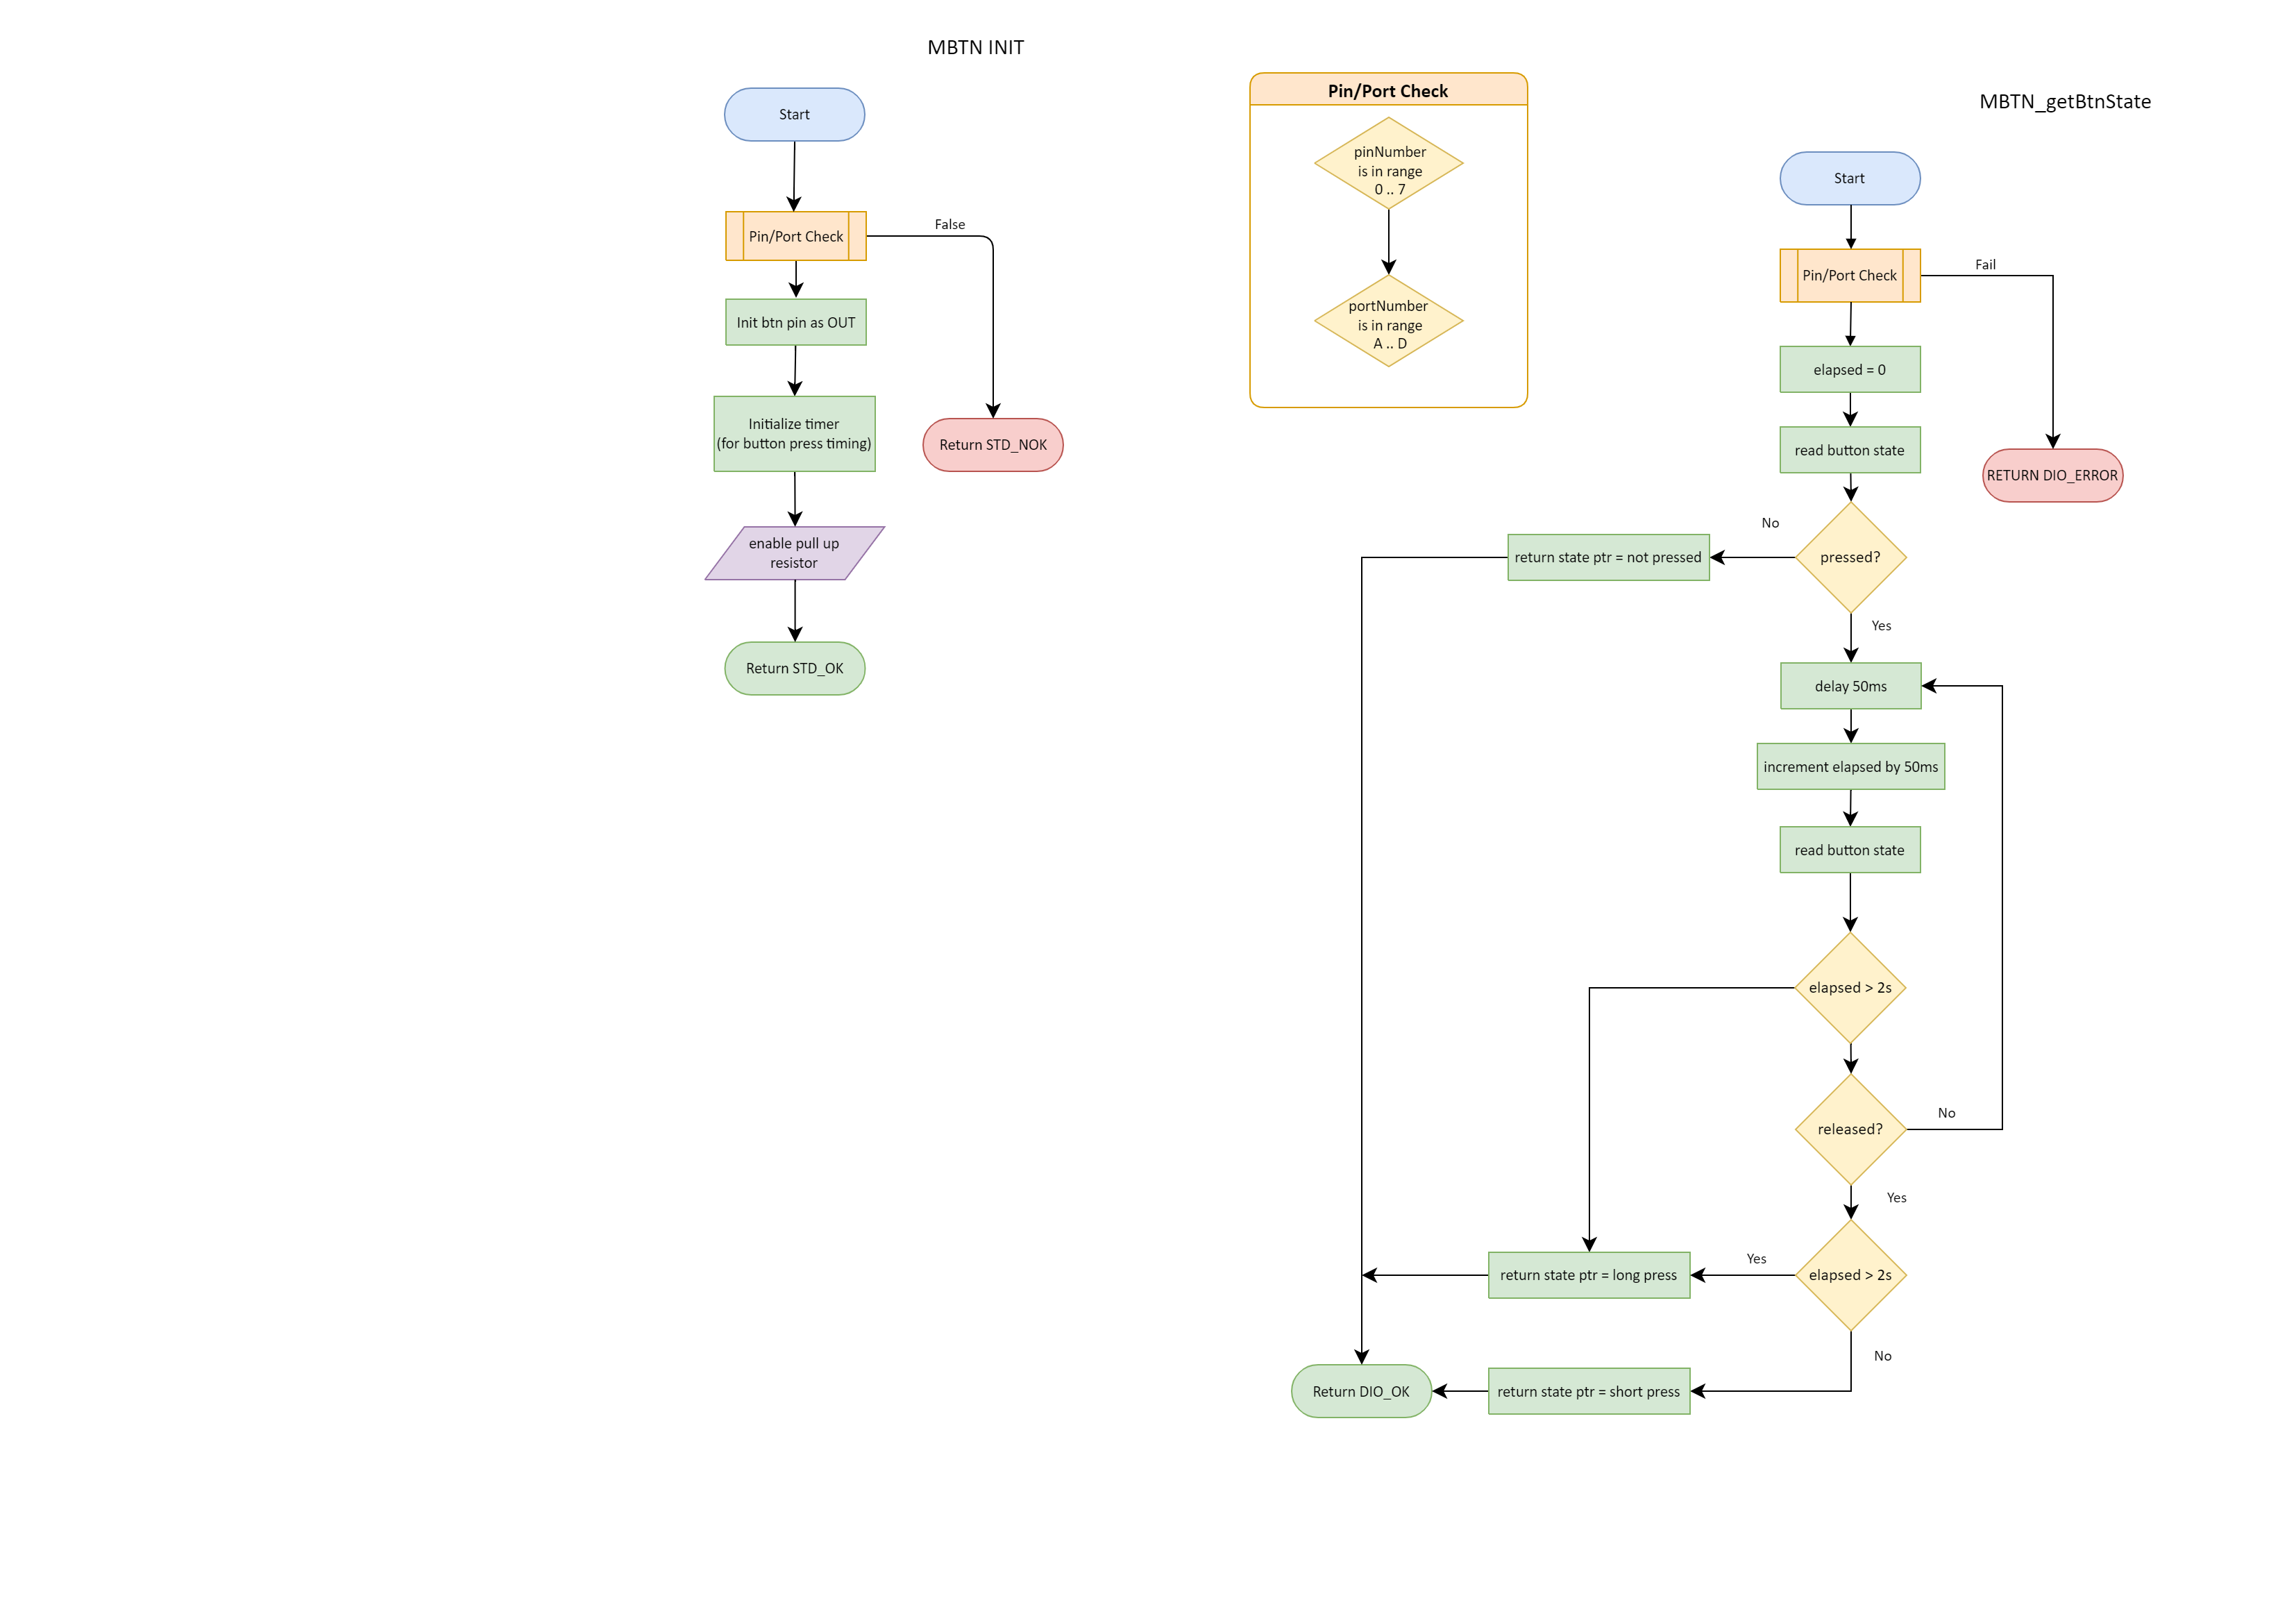 MBTN INIT
Start
Pin/Port Check
False
Init btn pin as OUT
Initialize timer
(for button press timing)
Return STD_NOK
enable pull up
resistor
Return STD_OK
Pin/Port Check
pinNumber
is in range
0 .. 7
portNumber
is in range
A .. D
MBTN_getBtnState
Start
Pin/Port Check
Fail
elapsed = 0
read button state
RETURN DIO_ERROR
No
return state ptr = not pressed
pressed?
Yes
delay 50ms
increment elapsed by 50ms
read button state
elapsed > 2s
released?
No
Yes
return state ptr = long press
Yes
elapsed > 2s
No
Return DIO_OK
return state ptr = short press